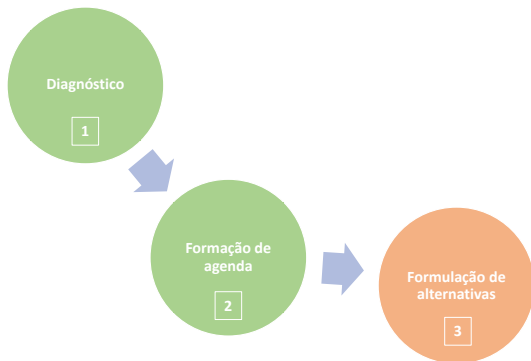 Diagnóstico
1
Formação de
agenda
2
Formulação de
alternativas
3